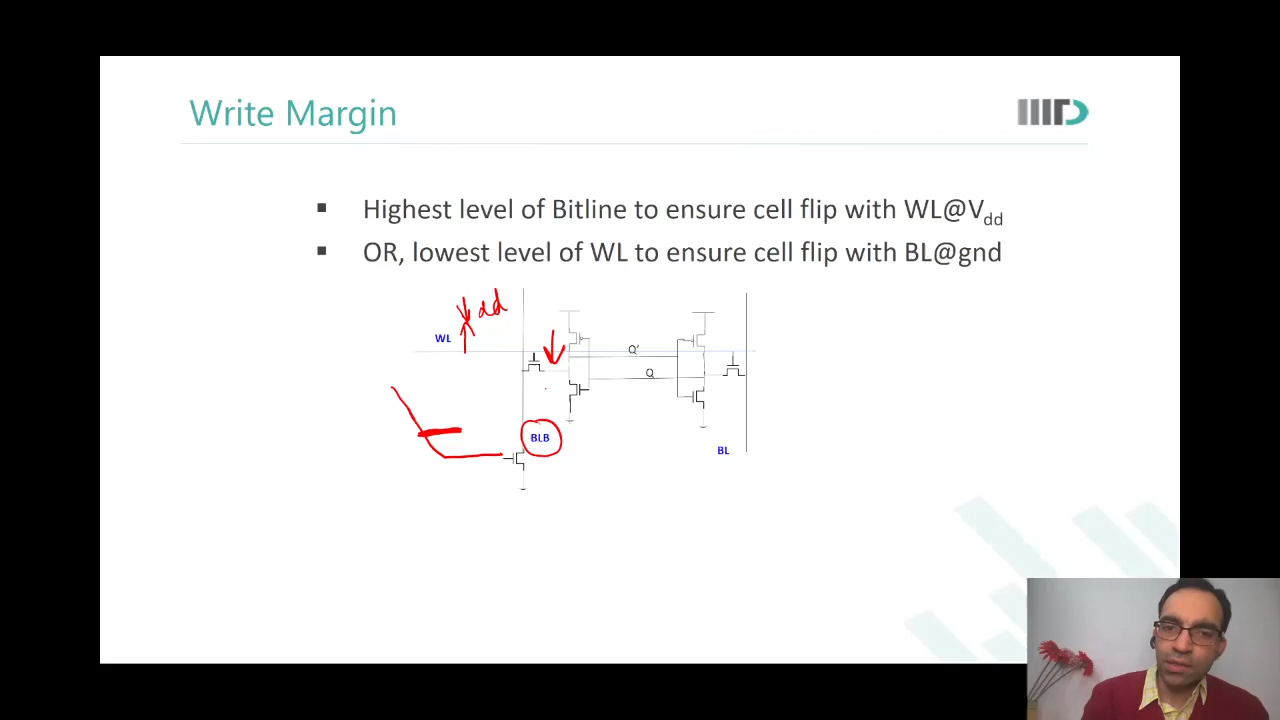 Write Margin
IIITD
▪ Highest level of Bitline to ensure cell flip with WL@Vdd
▪ OR, lowest level of WL to ensure cell flip with BL@gnd
Vdd
WL
Q'
Q
BLB
BL